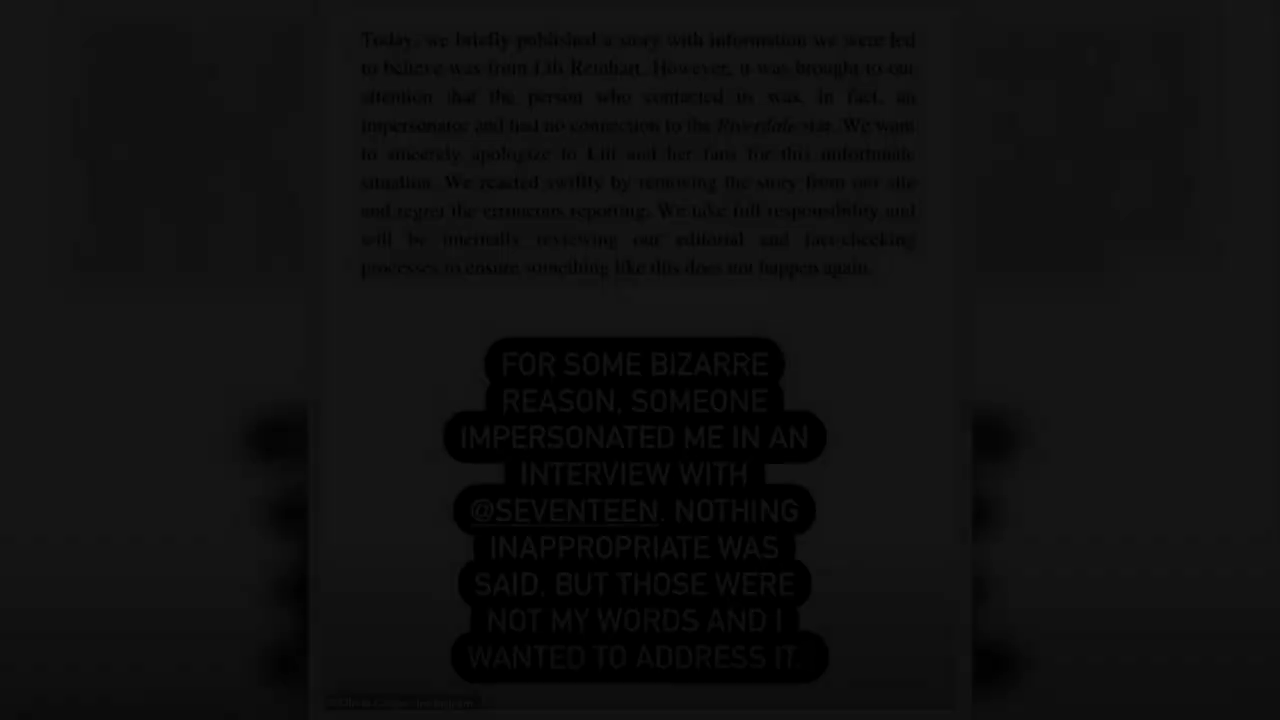 Today, we briefly published a story with information we were led
to believe was from Lili Reinhart. However, it was brought to our
attention that the person who contacted us was, in fact, an
impersonator and had no connection to the Riverdale star. We want
to sincerely apologize to Lili and her fans for this unfortunate
situation. We reacted swiftly by removing the story from our site
and regret the erroneous reporting. We take full responsibility and
will be internally reviewing our editorial and fact-checking
processes to ensure something like this does not happen again.
FOR SOME BIZARRE
REASON, SOMEONE
IMPERSONATED ME IN AN
INTERVIEW WITH
@SEVENTEEN. NOTHING
INAPPROPRIATE WAS
SAID, BUT THOSE WERE
NOT MY WORDS AND I
WANTED TO ADDRESS IT.